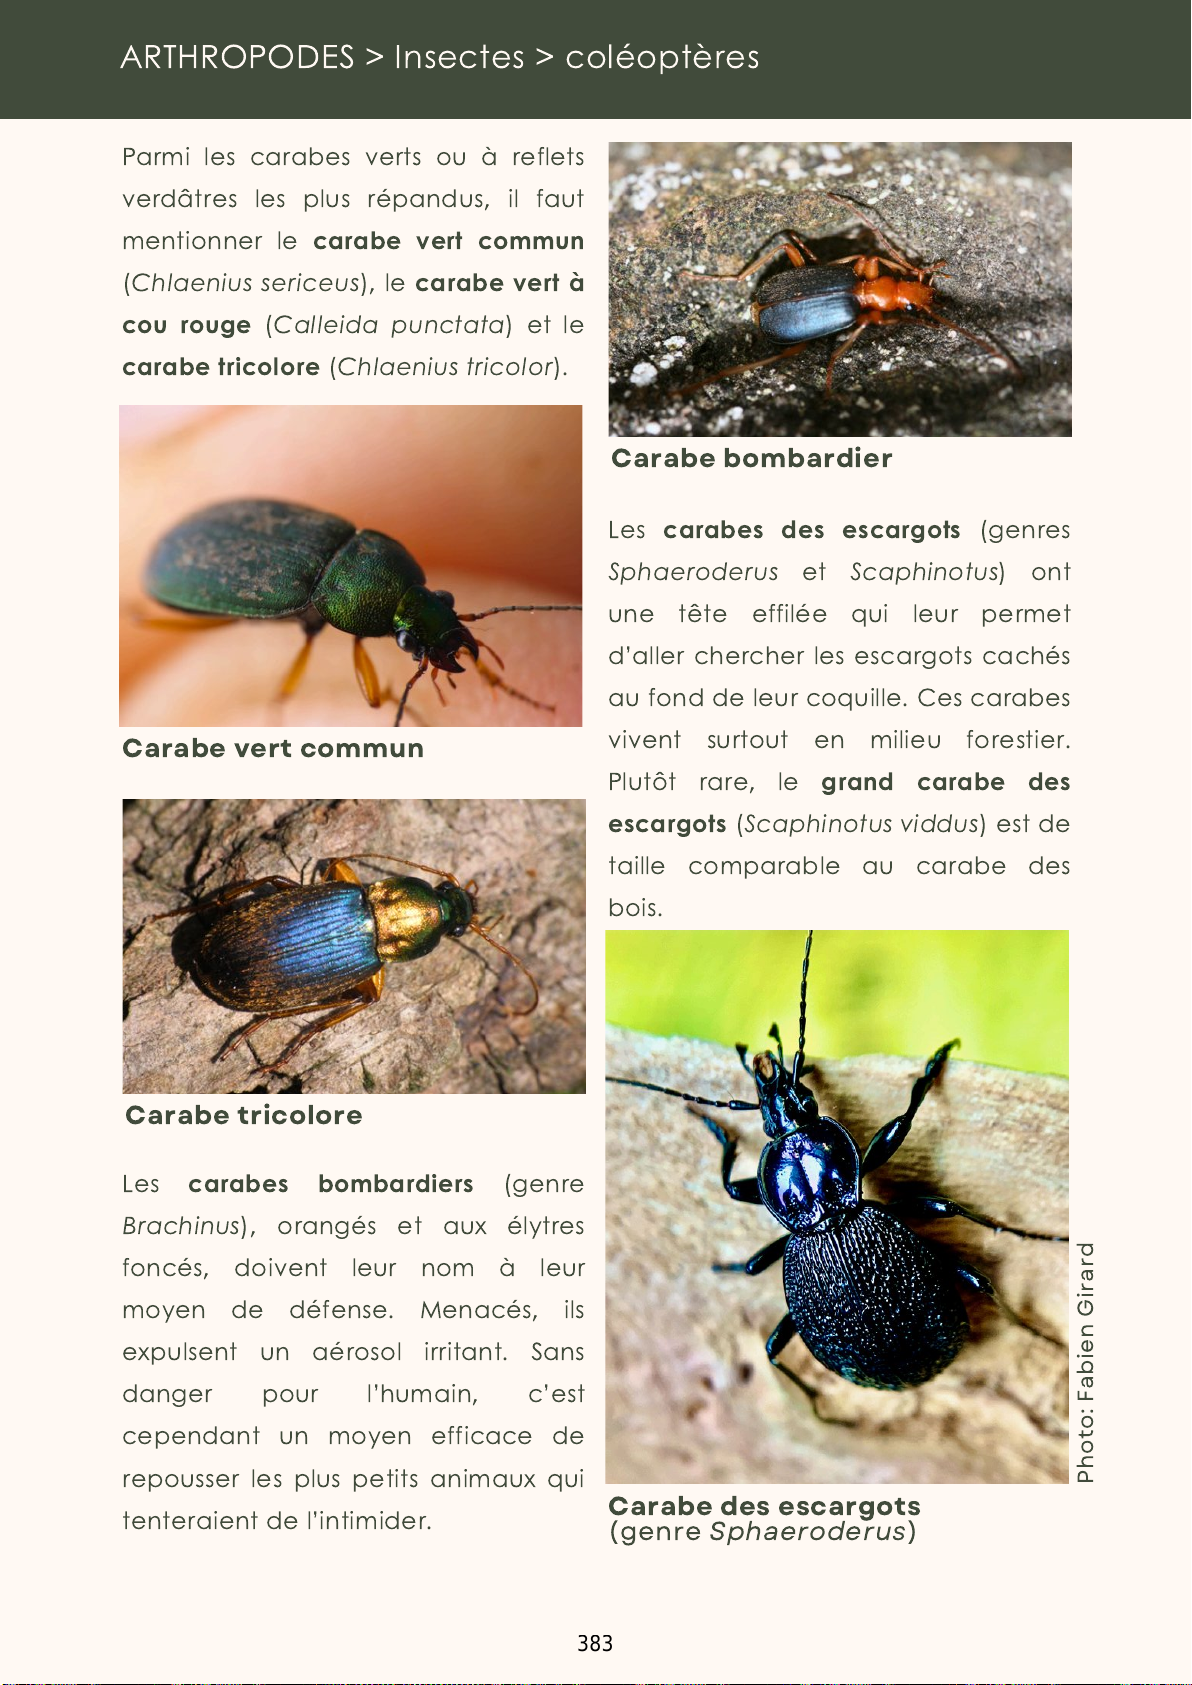 ARTHROPODES > Insectes > coléoptères
Parmi les carabes verts ou à reflets
verdâtres les plus répandus, il faut
mentionner le carabe vert commun
(Chlaenius sericeus), le carabe vert à
cou rouge (Calleida punctata) et le
carabe tricolore (Chlaenius tricolor).
Carabe vert commun
Carabe tricolore
Les carabes bombardiers (genre
Brachinus), orangés et aux élytres
foncés, doivent leur nom à leur
moyen de défense. Menacés, ils
expulsent un aérosol irritant. Sans
danger pour l'humain, c'est
cependant un moyen efficace de
repousser les plus petits animaux qui
tenteraient de l'intimider.
Carabe bombardier
Les carabes des escargots (genres
Sphaeroderus et Scaphinotus) ont
une tête effilée qui leur permet
d'aller chercher les escargots cachés
au fond de leur coquille. Ces carabes
vivent surtout en milieu forestier.
Plutôt rare, le grand carabe des
escargots (Scaphinotus viddus) est de
taille comparable au carabe des
bois.
Photo: Fabien Girard
Carabe des escargots
(genre Sphaeroderus)
383